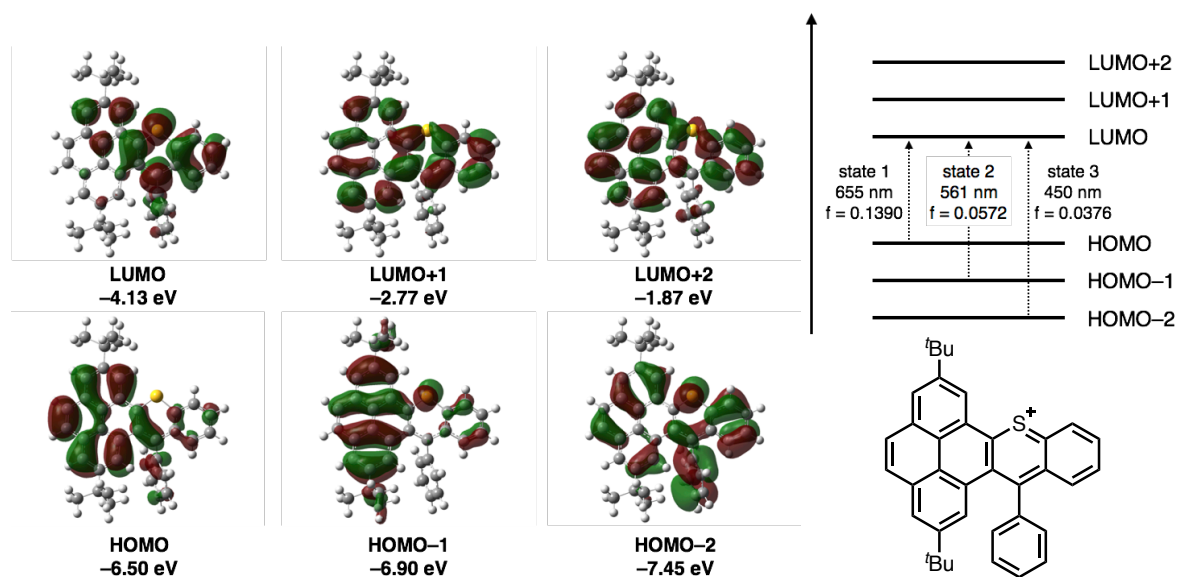 LUMO
–4.13 eV
LUMO+1
–2.77 eV
LUMO+2
–1.87 eV
HOMO
–6.50 eV
HOMO–1
–6.90 eV
HOMO–2
–7.45 eV
LUMO+2
LUMO+1
LUMO
state 1
655 nm
f = 0.1390
state 2
561 nm
f = 0.0572
state 3
450 nm
f = 0.0376
HOMO
HOMO–1
HOMO–2
tBu
S+
tBu